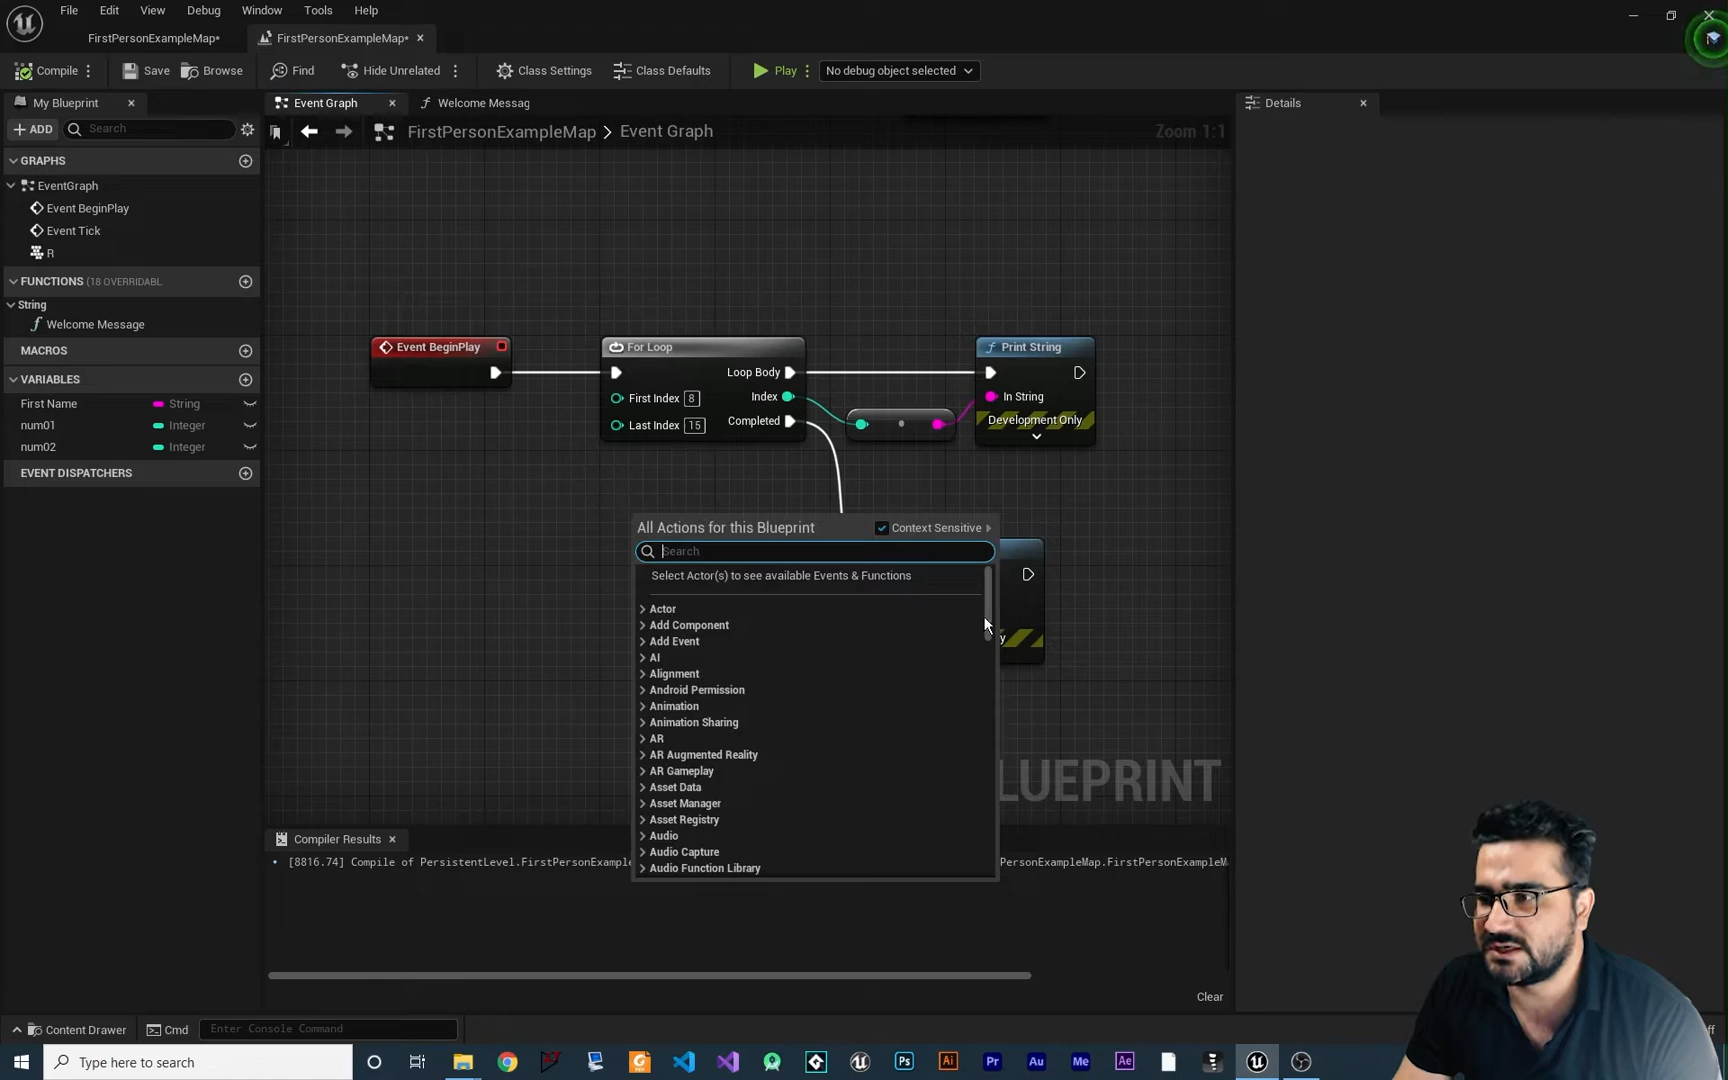 File Edit View Debug Window Tools Help
FirstPersonExampleMap* FirstPersonExampleMap*
Compile Save Browse Find Hide Unrelated Class Settings Class Defaults Play No debug object selected
My Blueprint Event Graph Welcome Messag Details
ADD Search FirstPersonExampleMap > Event Graph Zoom 1:1
GRAPHS
EventGraph
Event BeginPlay
Event Tick
R
FUNCTIONS (18 OVERRIDABL
String
Welcome Message
MACROS
VARIABLES
First Name String
num01 Integer
num02 Integer
EVENT DISPATCHERS
Event BeginPlay
For Loop
Loop Body
First Index 8 Index
Last Index 15 Completed
Print String
In String
Development Only
All Actions for this Blueprint Context Sensitive
Search
Select Actor(s) to see available Events & Functions
Actor
Add Component
Add Event
AI
Alignment
Android Permission
Animation
Animation Sharing
AR
AR Augmented Reality
AR Gameplay
Asset Data
Asset Manager
Asset Registry
Audio
Audio Capture
Audio Function Library
y
LUEPRINT
Compiler Results
[8816.74] Compile of PersistentLevel.FirstPersonExample PersonExampleMap.FirstPersonExampleM
Clear
Content Drawer Cmd Enter Console Command
Type here to search Ps Ai Pr Au Me Ae